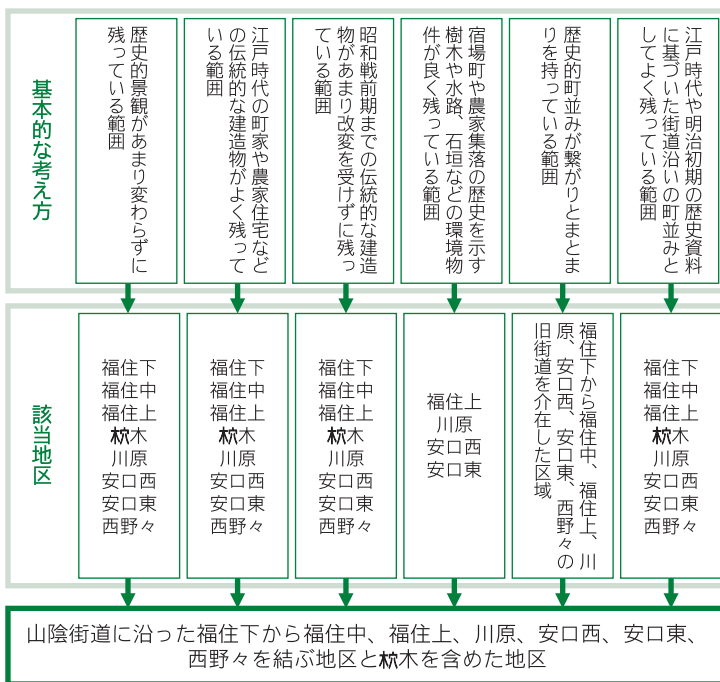 基本的な考え方
歴史的景観があまり変わらずに
残っている範囲
江戸時代の町家や農家住宅など
の伝統的な建造物がよく残って
いる範囲
昭和戦前期までの伝統的な建造
物があまり改変を受けずに残っ
ている範囲
宿場町や農家集落の歴史を示す
樹木や水路、石垣などの環境物
件が良く残っている範囲
歴史的町並みが繋がりとまとま
りを持っている範囲
江戸時代や明治初期の歴史資料
に基づいた街道沿いの町並みと
してよく残っている範囲
該当地区
福住下
福住中
福住上
木
川原
安口西
安口東
西野々
福住下
福住中
福住上
木
川原
安口西
安口東
西野々
福住下
福住中
福住上
木
川原
安口西
安口東
西野々
福住上
川原
安口西
安口東
福住下から福住中、福住上、川
原、安口西、安口東、西野々の
旧街道を介在した区域
福住下
福住中
福住上
木
川原
安口西
安口東
西野々
山陰街道に沿った福住下から福住中、福住上、川原、安口西、安口東、
西野々を結ぶ地区と木を含めた地区